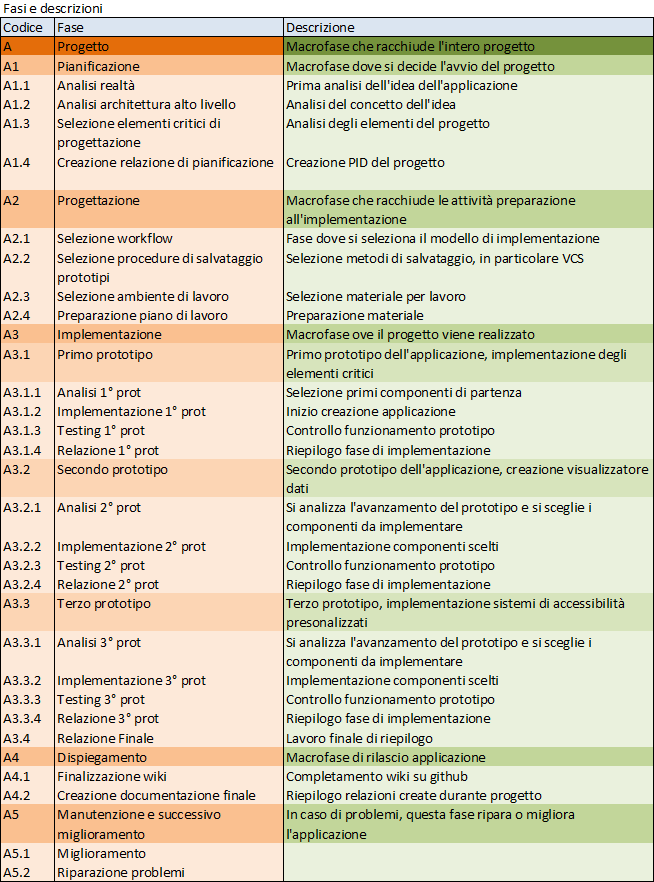 Fasi e descrizioni
Codice Fase Descrizione
A Progetto Macrofase che racchiude l'intero progetto
A1 Pianificazione Macrofase dove si decide l'avvio del progetto
A1.1 Analisi realtà Prima analisi dell'idea dell'applicazione
A1.2 Analisi architettura alto livello Analisi del concetto dell'idea
A1.3 Selezione elementi critici di Analisi degli elementi del progetto
progettazione
A1.4 Creazione relazione di pianificazione Creazione PID del progetto
A2 Progettazione Macrofase che racchiude le attività preparazione
all'implementazione
A2.1 Selezione workflow Fase dove si seleziona il modello di implementazione
A2.2 Selezione procedure di salvataggio Selezione metodi di salvataggio, in particolare VCS
prototipi
A2.3 Selezione ambiente di lavoro Selezione materiale per lavoro
A2.4 Preparazione piano di lavoro Preparazione materiale
A3 Implementazione Macrofase ove il progetto viene realizzato
A3.1 Primo prototipo Primo prototipo dell'applicazione, implementazione degli
elementi critici
A3.1.1 Analisi 1° prot Selezione primi componenti di partenza
A3.1.2 Implementazione 1° prot Inizio creazione applicazione
A3.1.3 Testing 1° prot Controllo funzionamento prototipo
A3.1.4 Relazione 1° prot Riepilogo fase di implementazione
A3.2 Secondo prototipo Secondo prototipo dell'applicazione, creazione visualizzatore
dati
A3.2.1 Analisi 2° prot Si analizza l'avanzamento del prototipo e si sceglie i
componenti da implementare
A3.2.2 Implementazione 2° prot Implementazione componenti scelti
A3.2.3 Testing 2° prot Controllo funzionamento prototipo
A3.2.4 Relazione 2° prot Riepilogo fase di implementazione
A3.3 Terzo prototipo Terzo prototipo, implementazione sistemi di accessibilità
presonalizzati
A3.3.1 Analisi 3° prot Si analizza l'avanzamento del prototipo e si sceglie i
componenti da implementare
A3.3.2 Implementazione 3° prot Implementazione componenti scelti
A3.3.3 Testing 3° prot Controllo funzionamento prototipo
A3.3.4 Relazione 3° prot Riepilogo fase di implementazione
A3.4 Relazione Finale Lavoro finale di riepilogo
A4 Dispiegamento Macrofase di rilascio applicazione
A4.1 Finalizzazione wiki Completamento wiki su github
A4.2 Creazione documentazione finale Riepilogo relazioni create durante progetto
A5 Manutenzione e successivo In caso di problemi, questa fase ripara o migliora
miglioramento l'applicazione
A5.1 Miglioramento
A5.2 Riparazione problemi